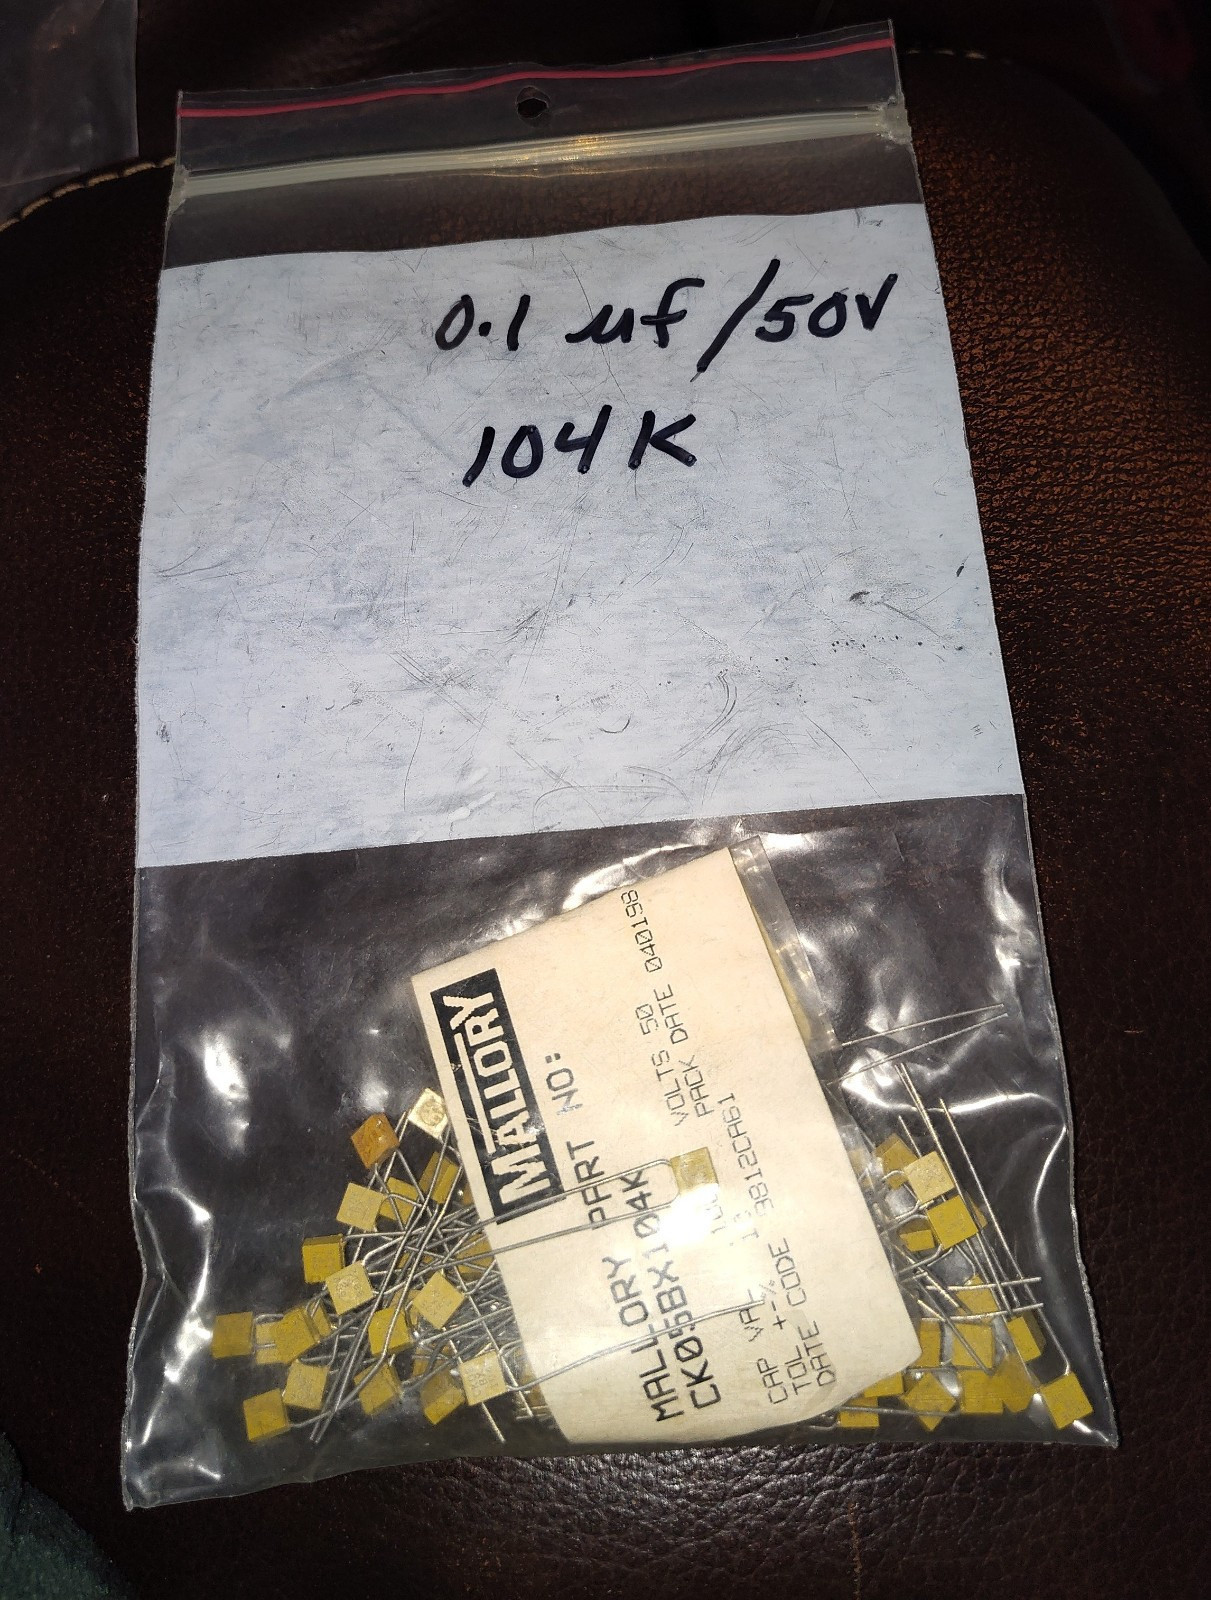 0.1 uf/50V
104K
MALLORY
PART NO:
MALLORY
CK05BX104K
VOLTS 50
PACK DATE 040198
CAP VAL
TOL +-%
DATE CODE 9812CA61